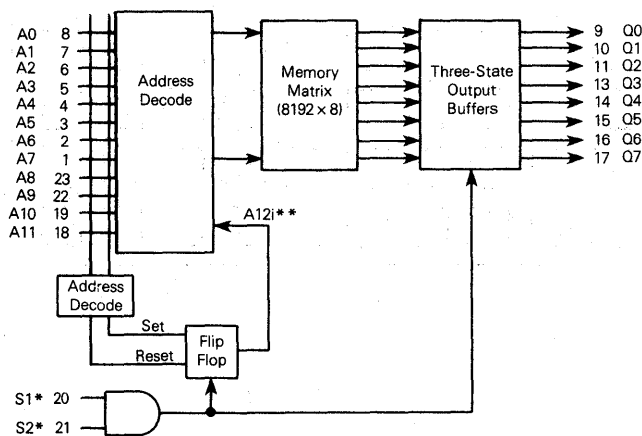 A0 8
A1 7
A2 6
A3 5
A4 4
A5 3
A6 2
A7 1
A8 23
A9 22
A10 19
A11 18
Address
Decode
Memory
Matrix
(8192 × 8)
Three-State
Output
Buffers
9 Q0
10 Q1
11 Q2
13 Q3
14 Q4
15 Q5
16 Q6
17 Q7
A12i**
Address
Decode
Set
Reset
Flip
Flop
S1* 20
S2* 21